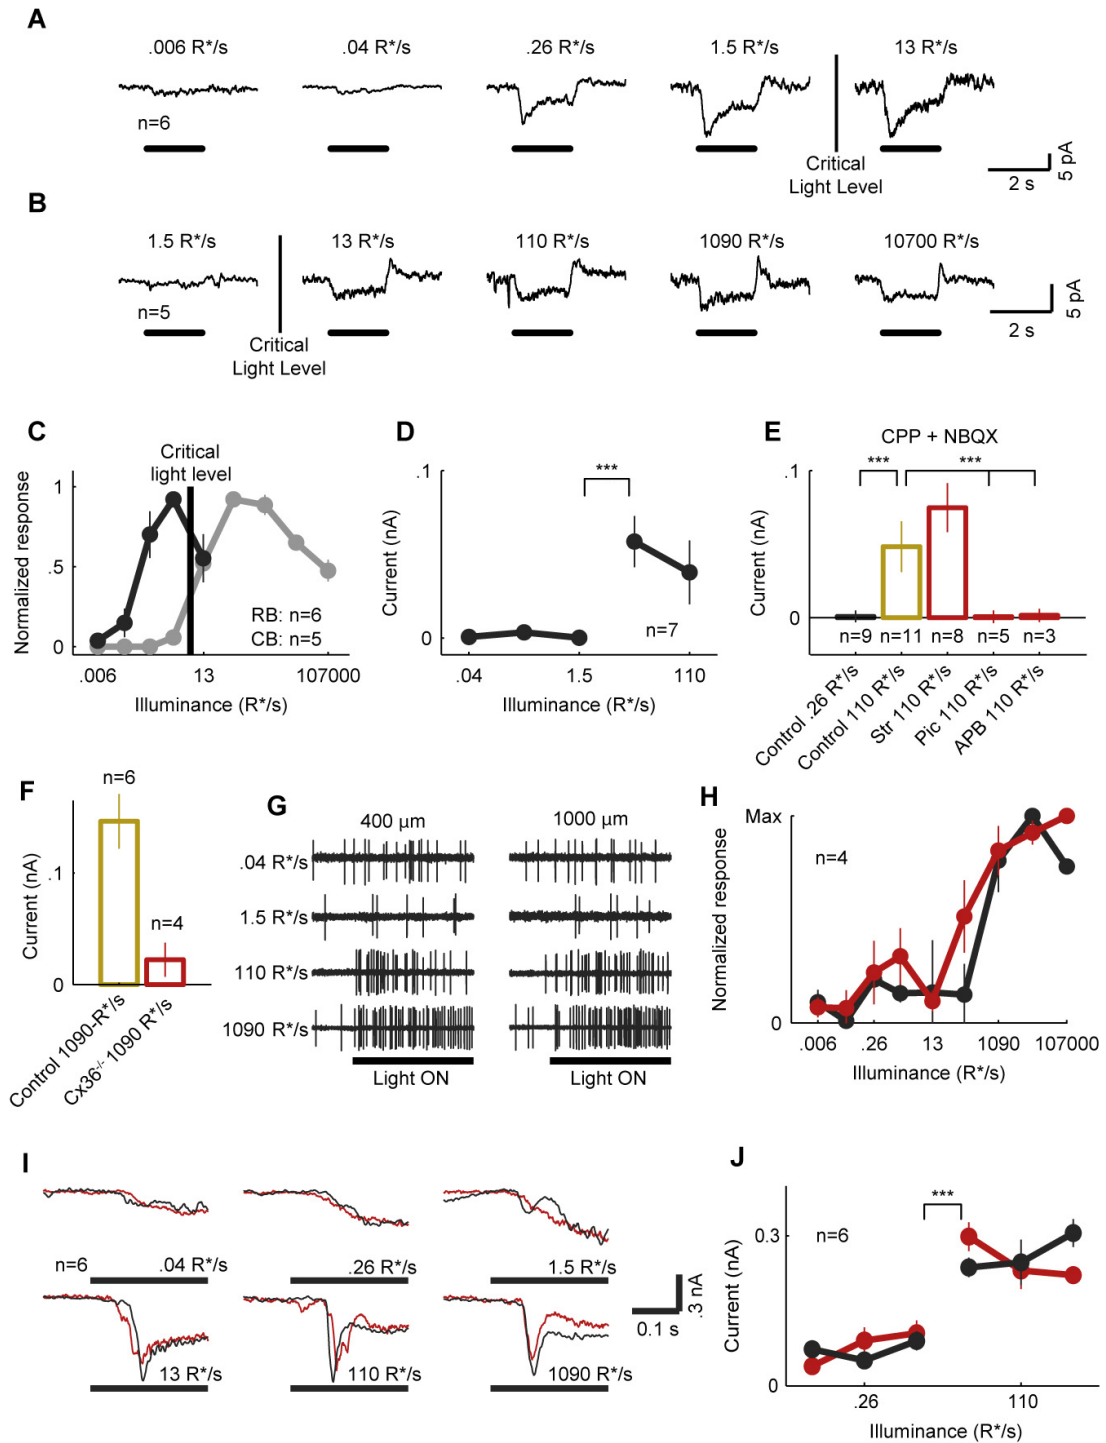 A
.006 R*/s
.04 R*/s
.26 R*/s
1.5 R*/s
13 R*/s
n=6
Critical
Light Level
2 s
5 pA
B
1.5 R*/s
13 R*/s
110 R*/s
1090 R*/s
10700 R*/s
n=5
Critical
Light Level
2 s
5 pA
C
Critical
light level
Normalized response
1
.5
0
RB: n=6
CB: n=5
.006
13
107000
Illuminance (R*/s)
D
.1
Current (nA)
0
***
n=7
.04
1.5
110
Illuminance (R*/s)
E
CPP + NBQX
.1
Current (nA)
0
***
***
n=9
n=11
n=8
n=5
n=3
Control .26 R*/s
Control 110 R*/s
Str 110 R*/s
Pic 110 R*/s
APB 110 R*/s
F
n=6
n=4
.1
Current (nA)
0
Control 1090-R*/s
Cx36-/- 1090 R*/s
G
400 µm
1000 µm
.04 R*/s
1.5 R*/s
110 R*/s
1090 R*/s
Light ON
Light ON
H
Max
n=4
Normalized response
0
.006
.26
13
1090
107000
Illuminance (R*/s)
I
n=6
.04 R*/s
.26 R*/s
1.5 R*/s
13 R*/s
110 R*/s
1090 R*/s
0.1 s
.3 nA
J
***
n=6
0.3
Current (nA)
0
.26
110
Illuminance (R*/s)